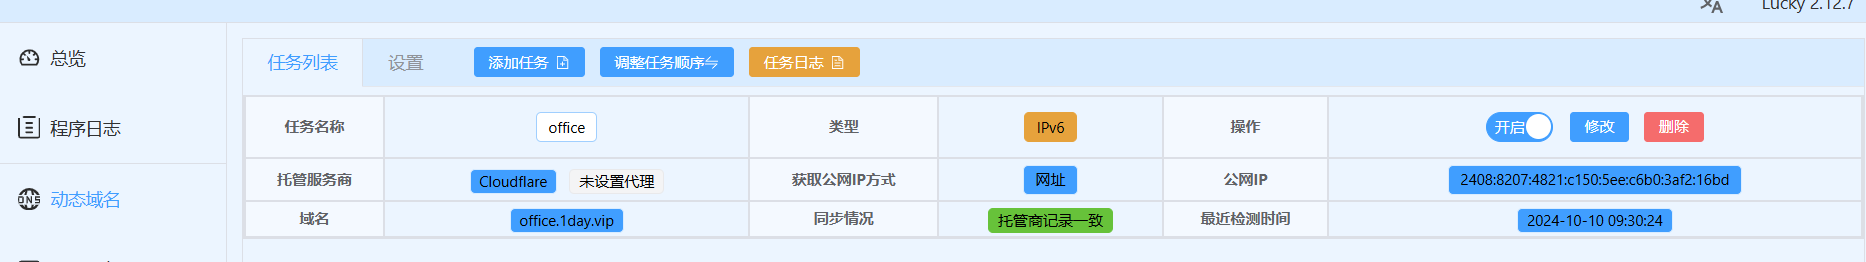 Lucky 2.12.7
总览
程序日志
动态域名
任务列表 设置 添加任务 调整任务顺序 任务日志
任务名称 office 类型 IPv6 操作 开启 修改 删除
托管服务商 Cloudflare 未设置代理 获取公网IP方式 网址 公网IP 2408:8207:4821:c150:5ee:c6b0:3af2:16bd
域名 office.1day.vip 同步情况 托管商记录一致 最近检测时间 2024-10-10 09:30:24